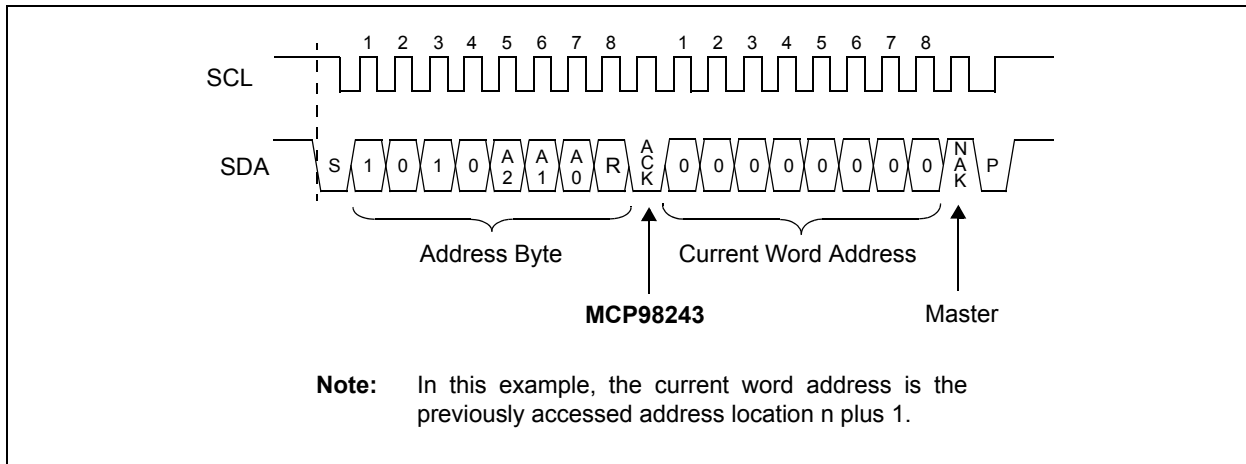 1 2 3 4 5 6 7 8 1 2 3 4 5 6 7 8
SCL
SDA S 1 0 1 0 A2 A1 A0 R ACK 0 0 0 0 0 0 0 0 NAK P
Address Byte Current Word Address
MCP98243 Master
Note: In this example, the current word address is the
previously accessed address location n plus 1.